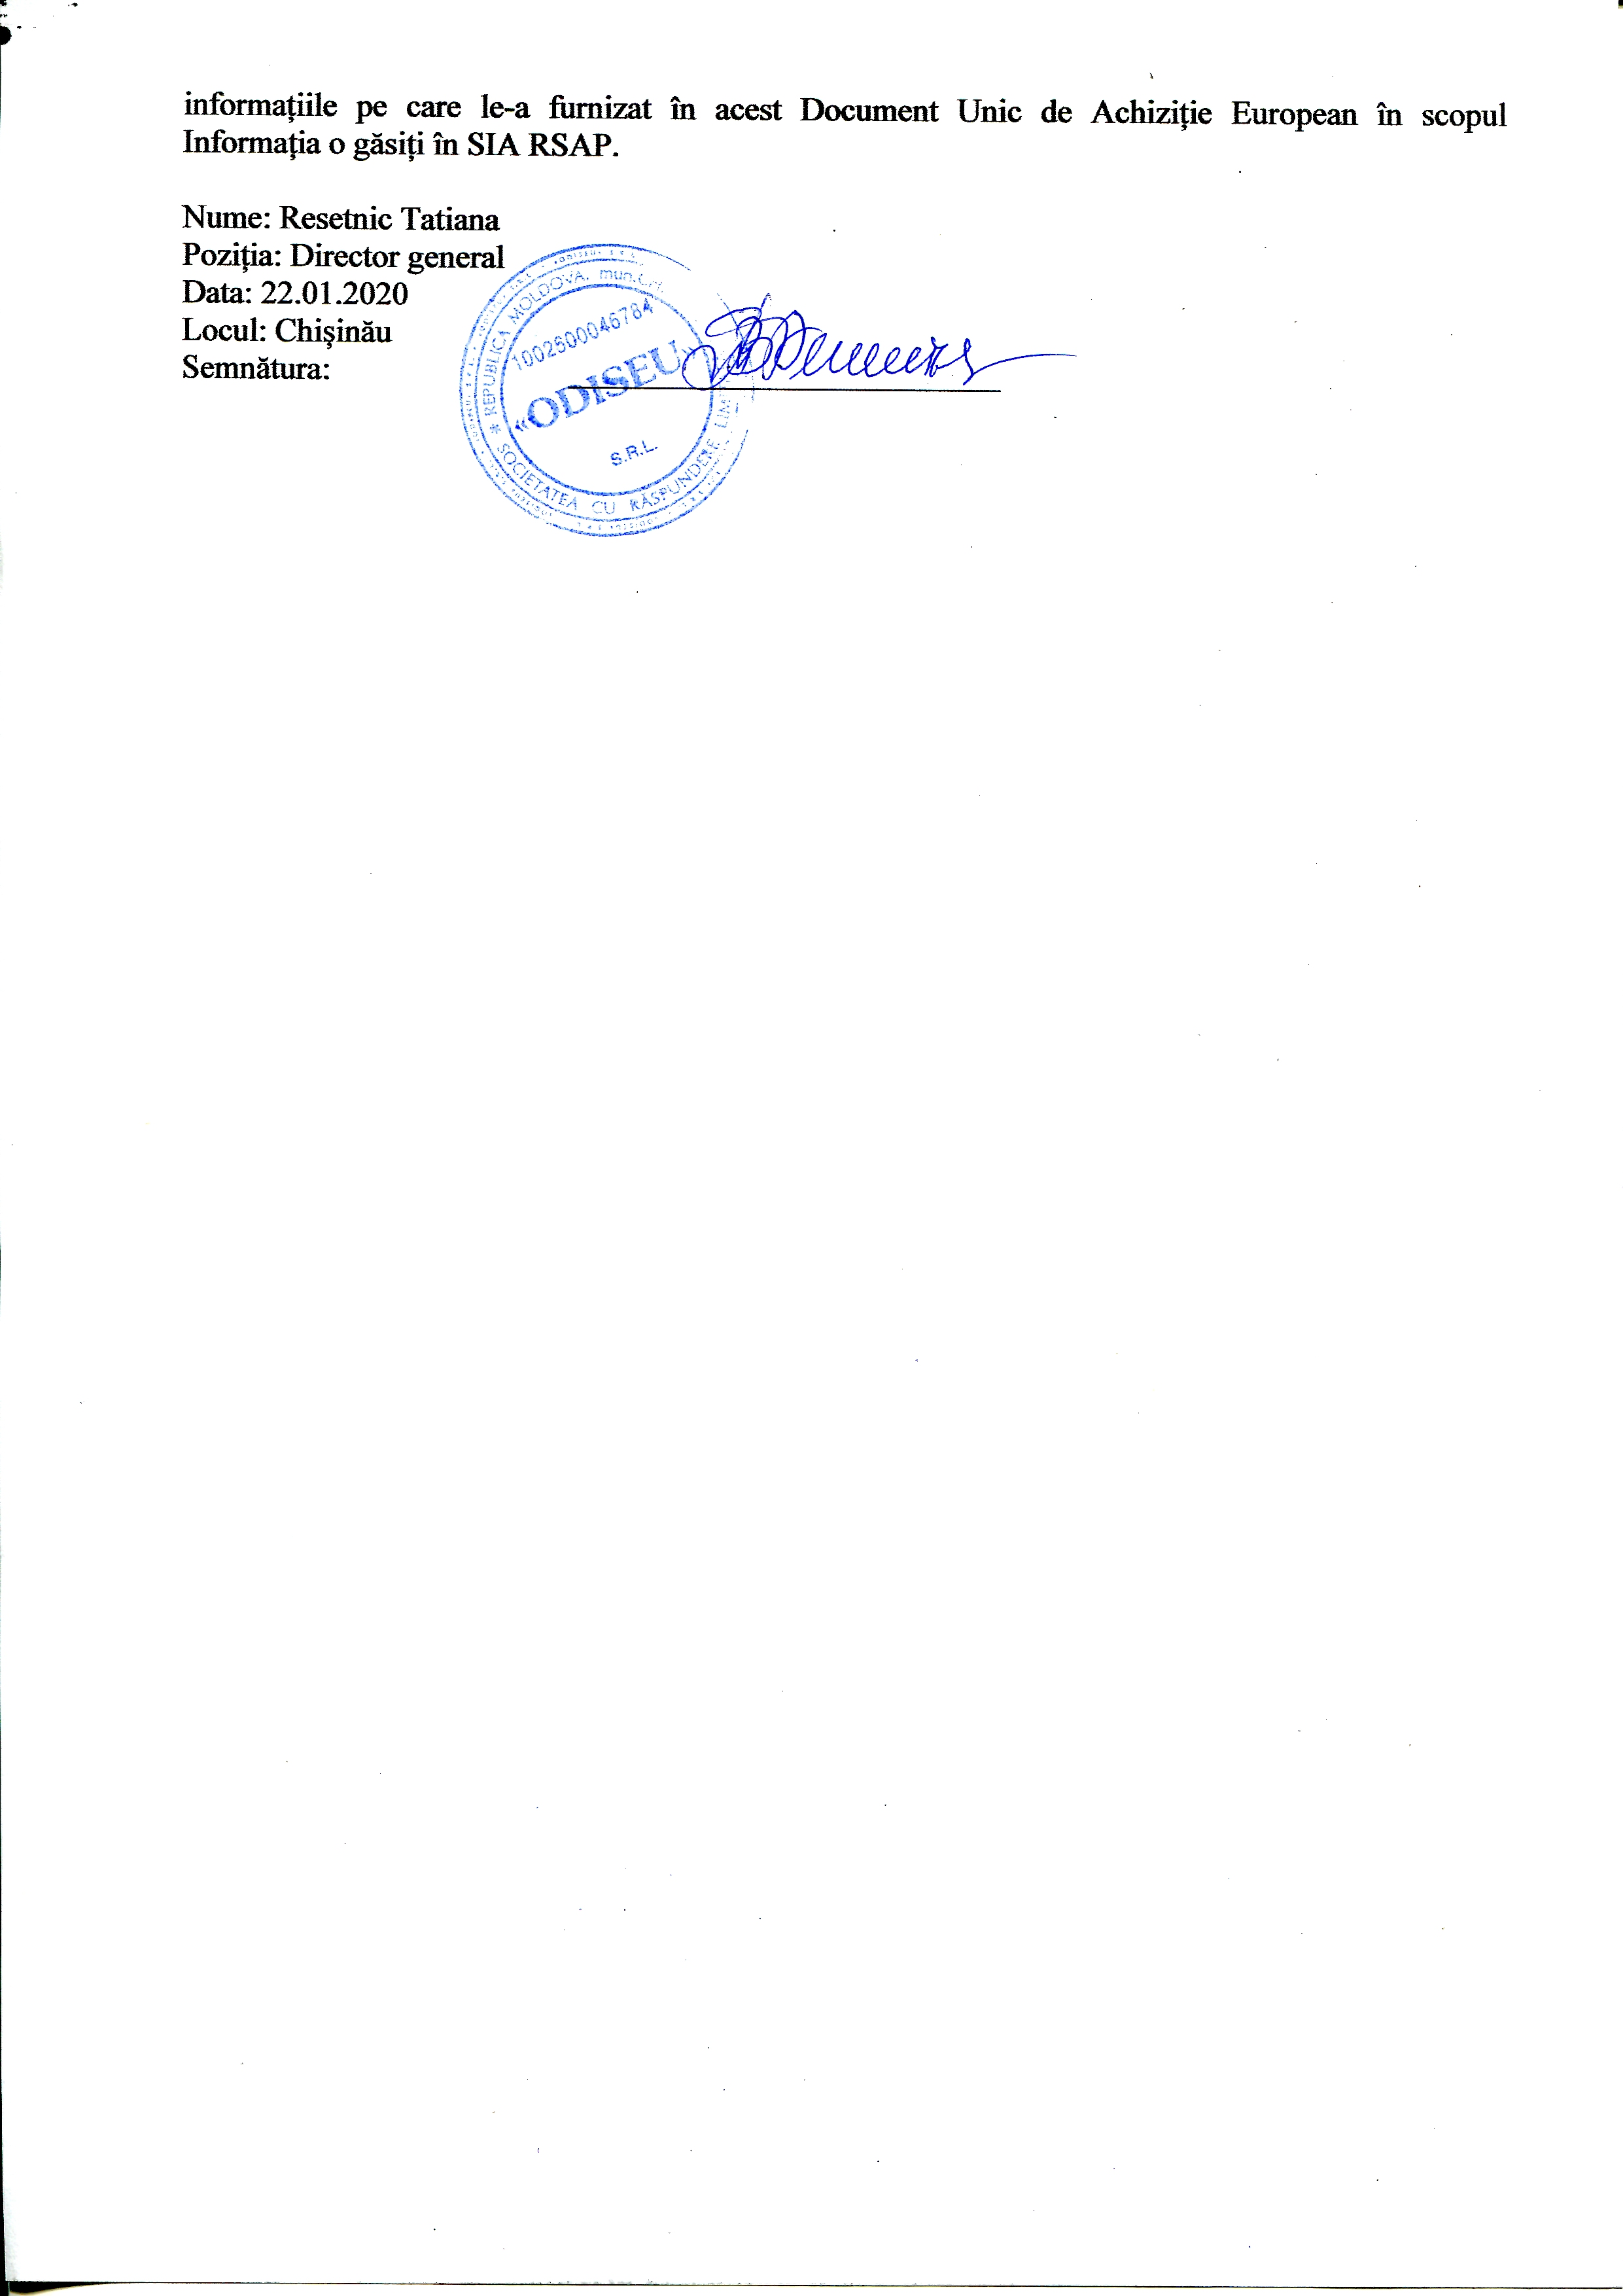 informațiile pe care le-a furnizat în acest Document Unic de Achiziție European în scopul
Informația o găsiți în SIA RSAP.
Nume: Resetnic Tatiana
Poziția: Director general
Data: 22.01.2020
Locul: Chișinău
Semnătura:
* REPUBLICA MOLDOVA, mun.
1002600046784
«ODISEU»
S.R.L.
SOCIETATEA CU RĂSPUNDERE LIM